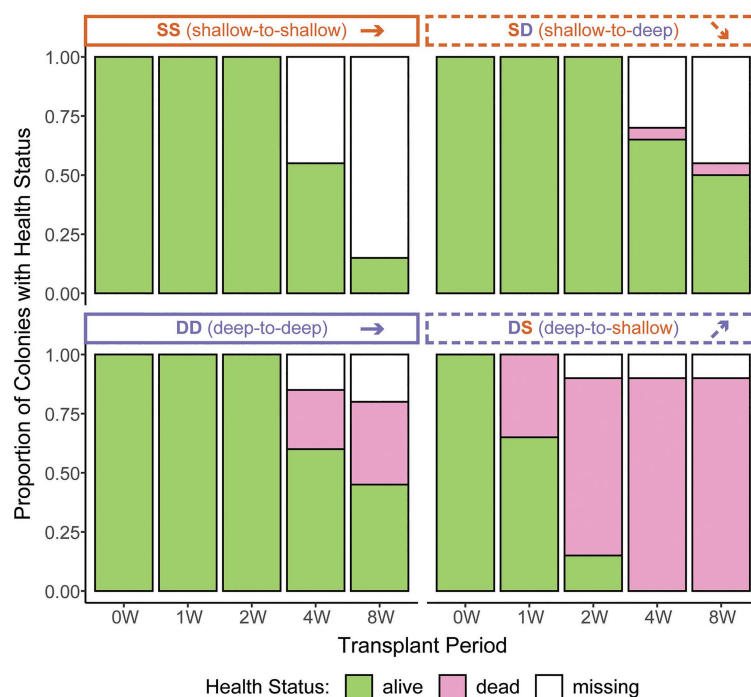 SS (shallow-to-shallow) →
SD (shallow-to-deep) ↘
Proportion of Colonies with Health Status
1.00
0.75
0.50
0.25
0.00
DD (deep-to-deep) →
DS (deep-to-shallow) ↗
1.00
0.75
0.50
0.25
0.00
0W 1W 2W 4W 8W
0W 1W 2W 4W 8W
Transplant Period
Health Status: alive dead missing